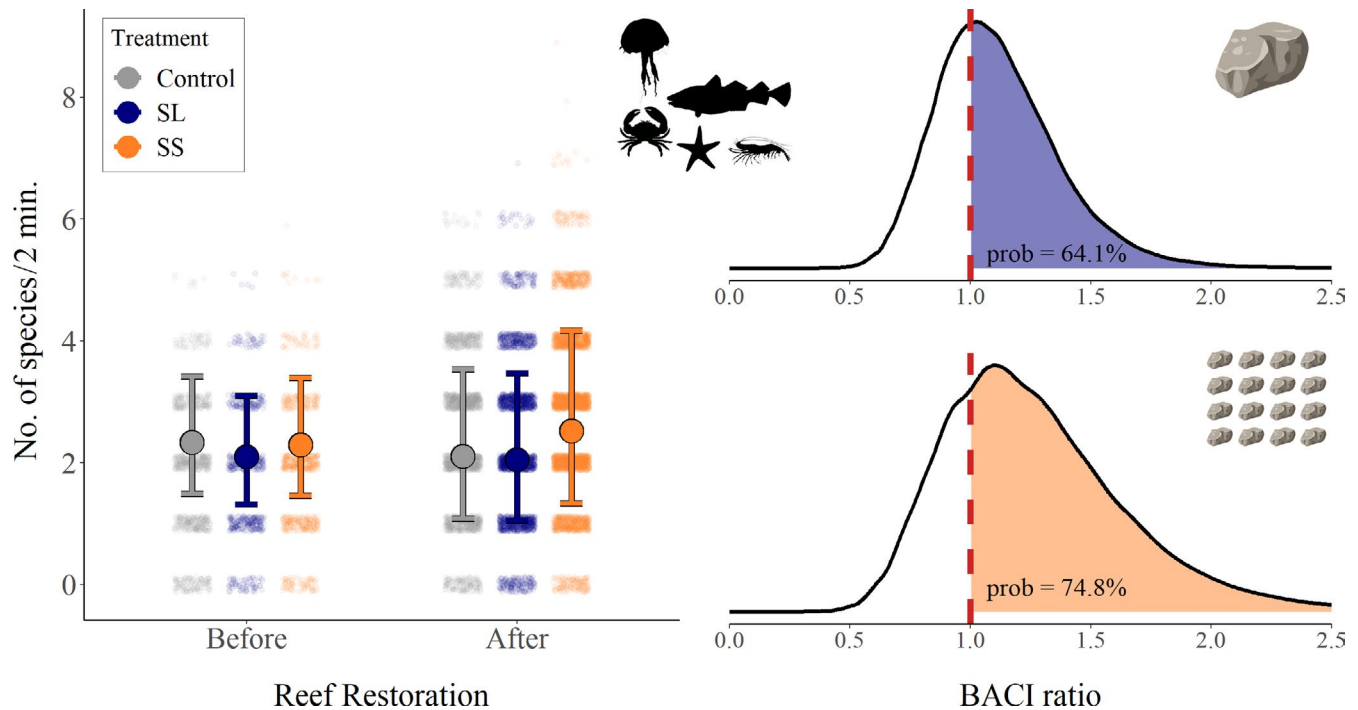 Treatment
Control
SL
SS
No. of species/2 min.
8
6
4
2
0
Before
After
Reef Restoration
prob = 64.1%
0.0 0.5 1.0 1.5 2.0 2.5
prob = 74.8%
0.0 0.5 1.0 1.5 2.0 2.5
BACI ratio